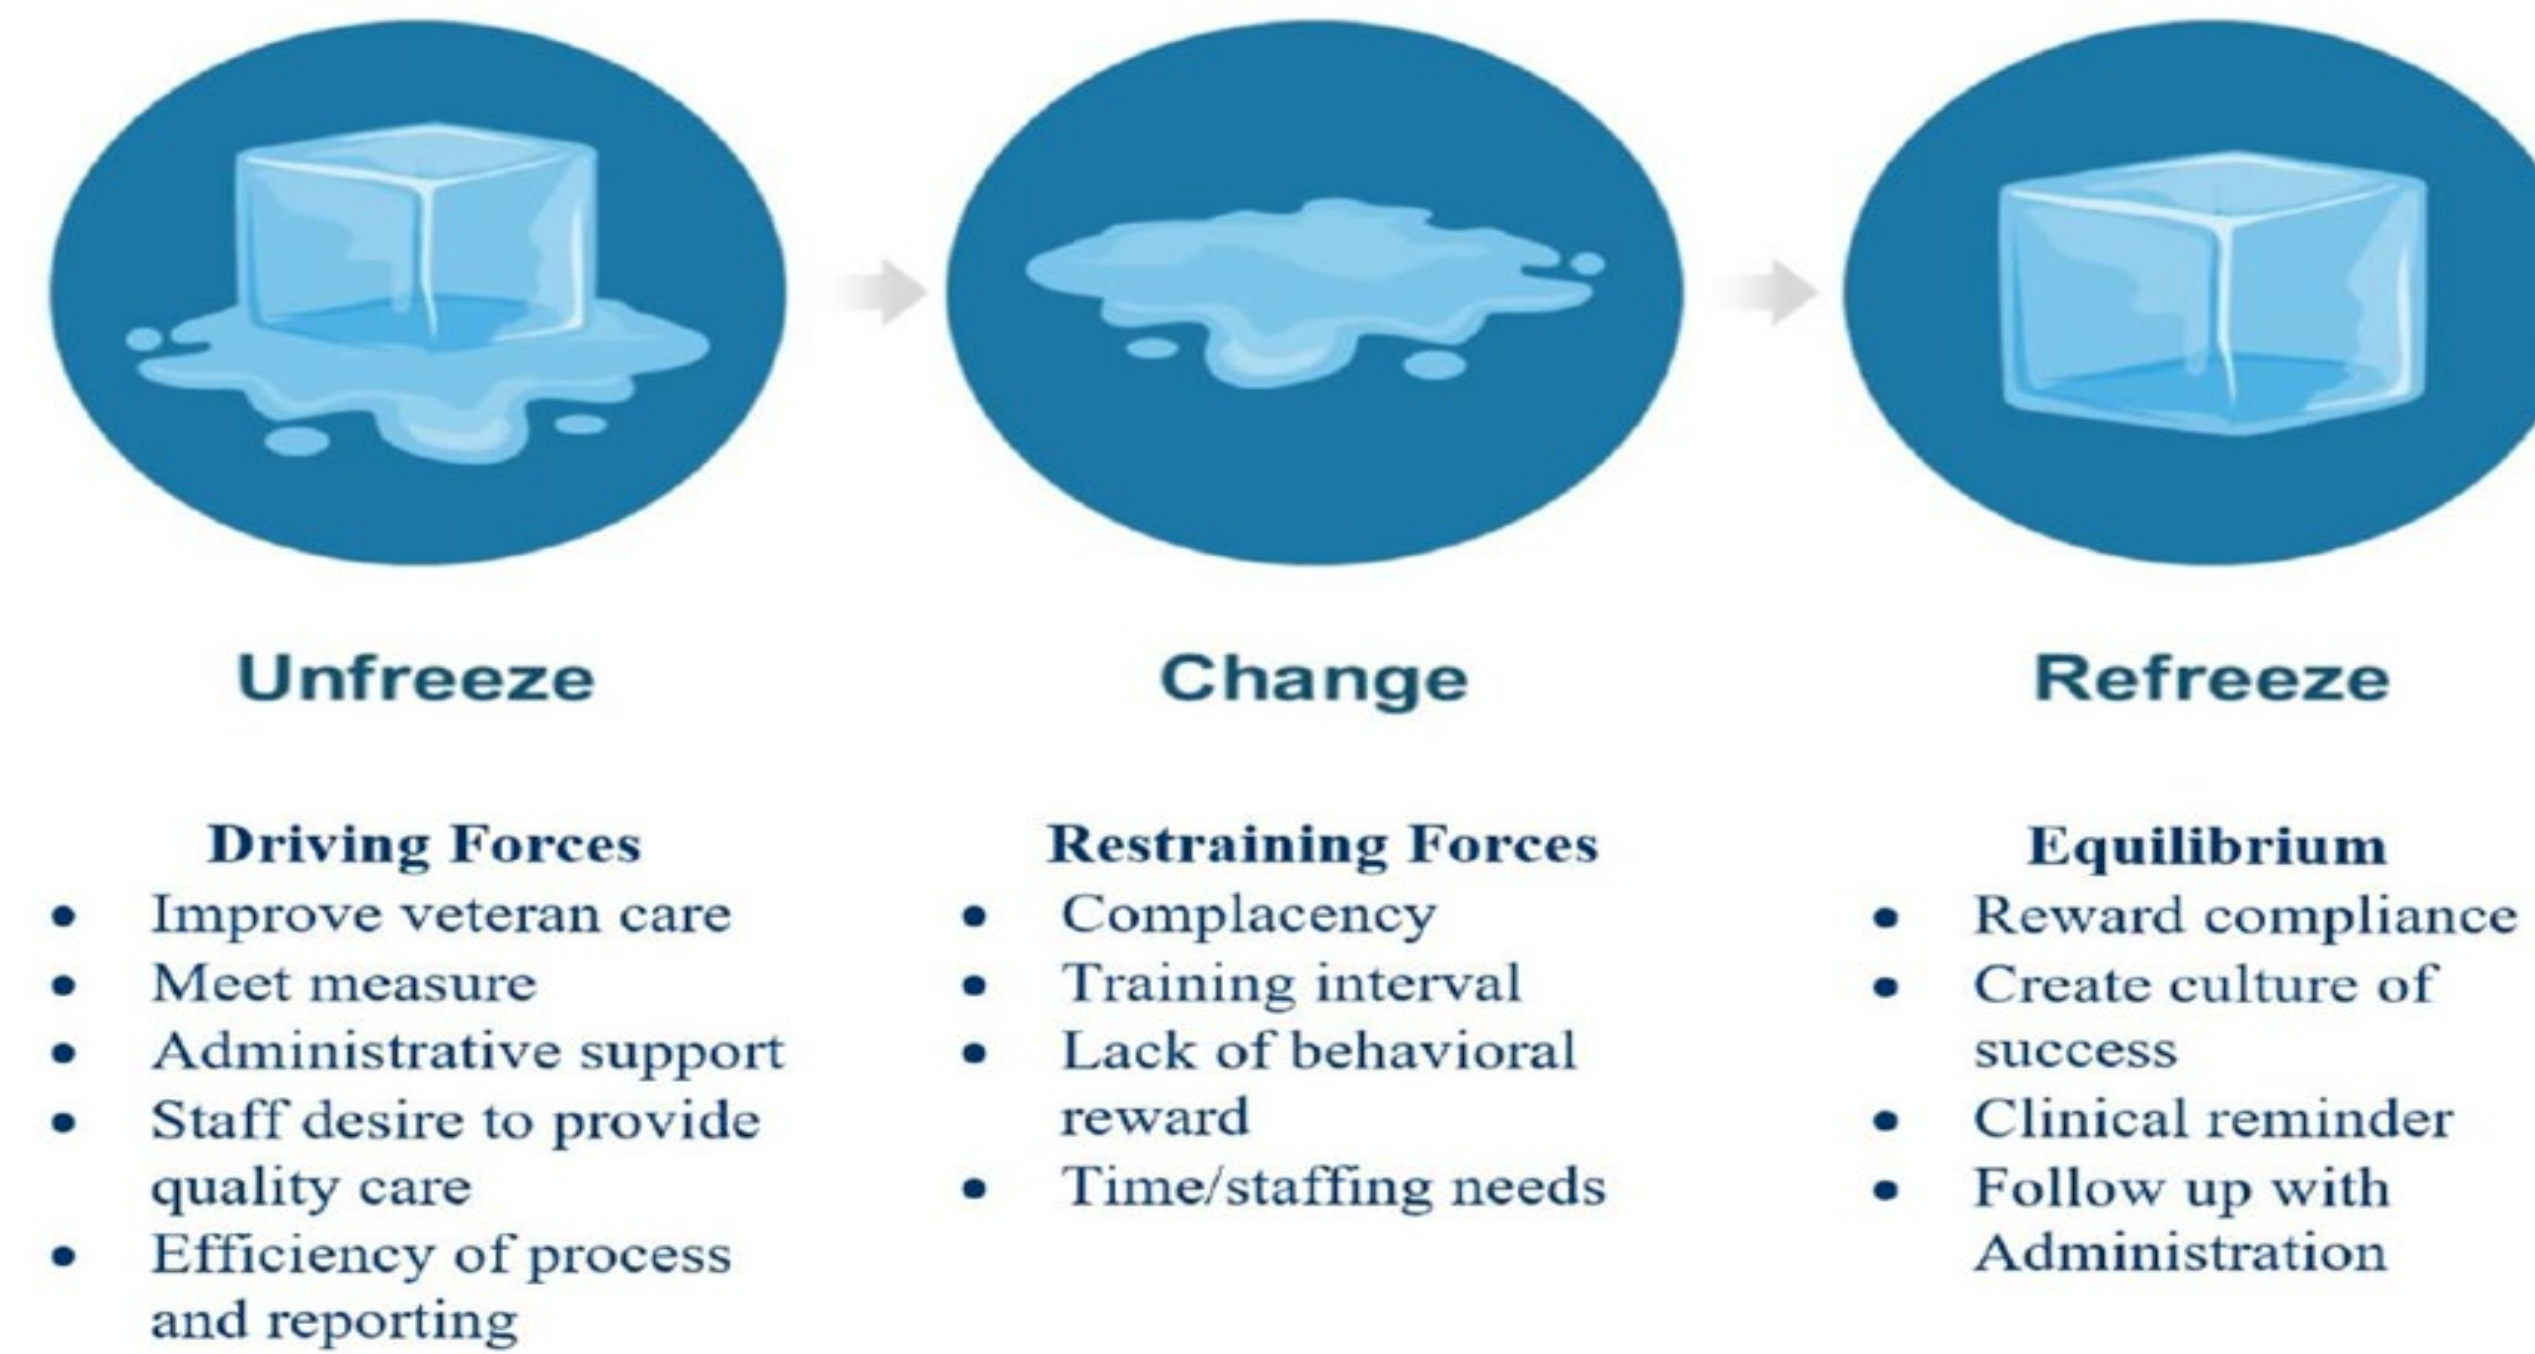 Unfreeze
Change
Refreeze
Driving Forces
• Improve veteran care
• Meet measure
• Administrative support
• Staff desire to provide
quality care
• Efficiency of process
and reporting
Restraining Forces
• Complacency
• Training interval
• Lack of behavioral
reward
• Time/staffing needs
Equilibrium
• Reward compliance
• Create culture of
success
• Clinical reminder
• Follow up with
Administration